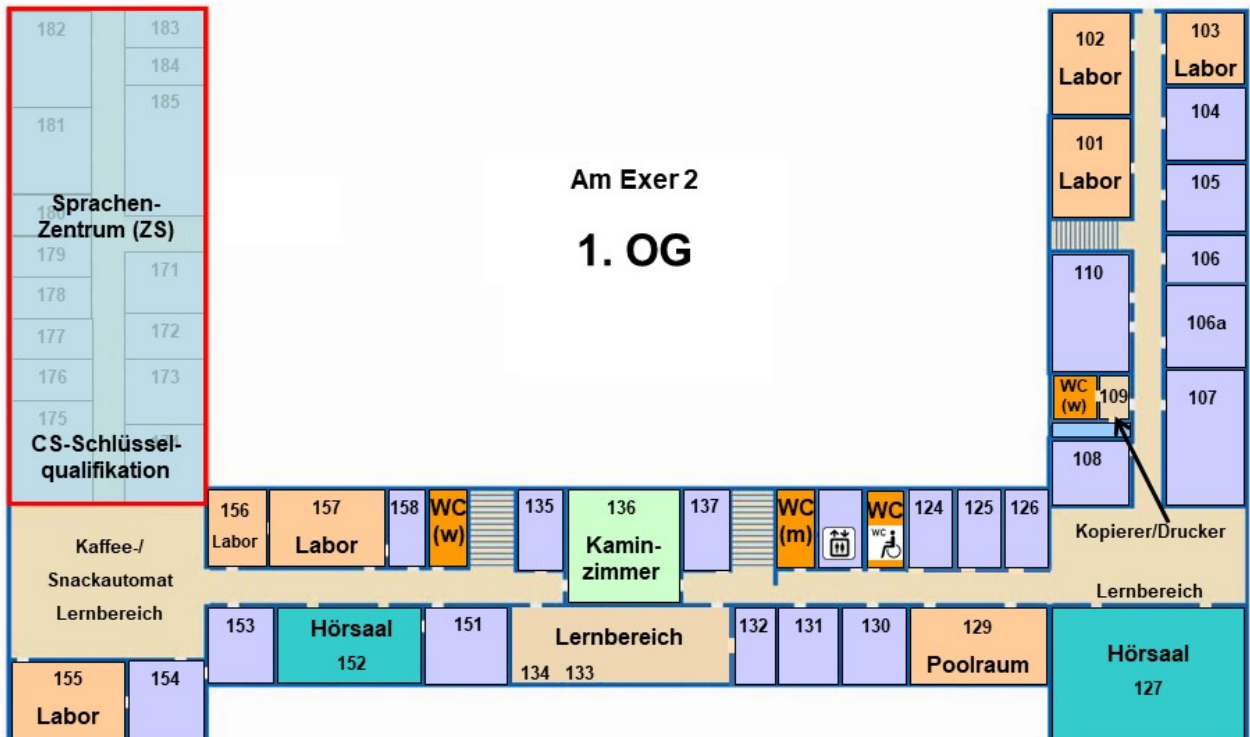 182
183
184
185
181
180
Sprachen-
Zentrum (ZS)
179
171
178
172
177
176
173
175
174
CS-Schlüssel-
qualifikation
Am Exer 2
1. OG
102
Labor
103
Labor
104
101
Labor
105
106
110
106a
WC
(w)
109
107
108
Kopierer/Drucker
Lernbereich
156
Labor
157
Labor
158
WC
(w)
135
136
Kamin-
zimmer
137
WC
(m)
WC
WC
124
125
126
Kaffee-/
Snackautomat
Lernbereich
153
Hörsaal
152
151
Lernbereich
134 133
132
131
130
129
Poolraum
Hörsaal
127
155
Labor
154